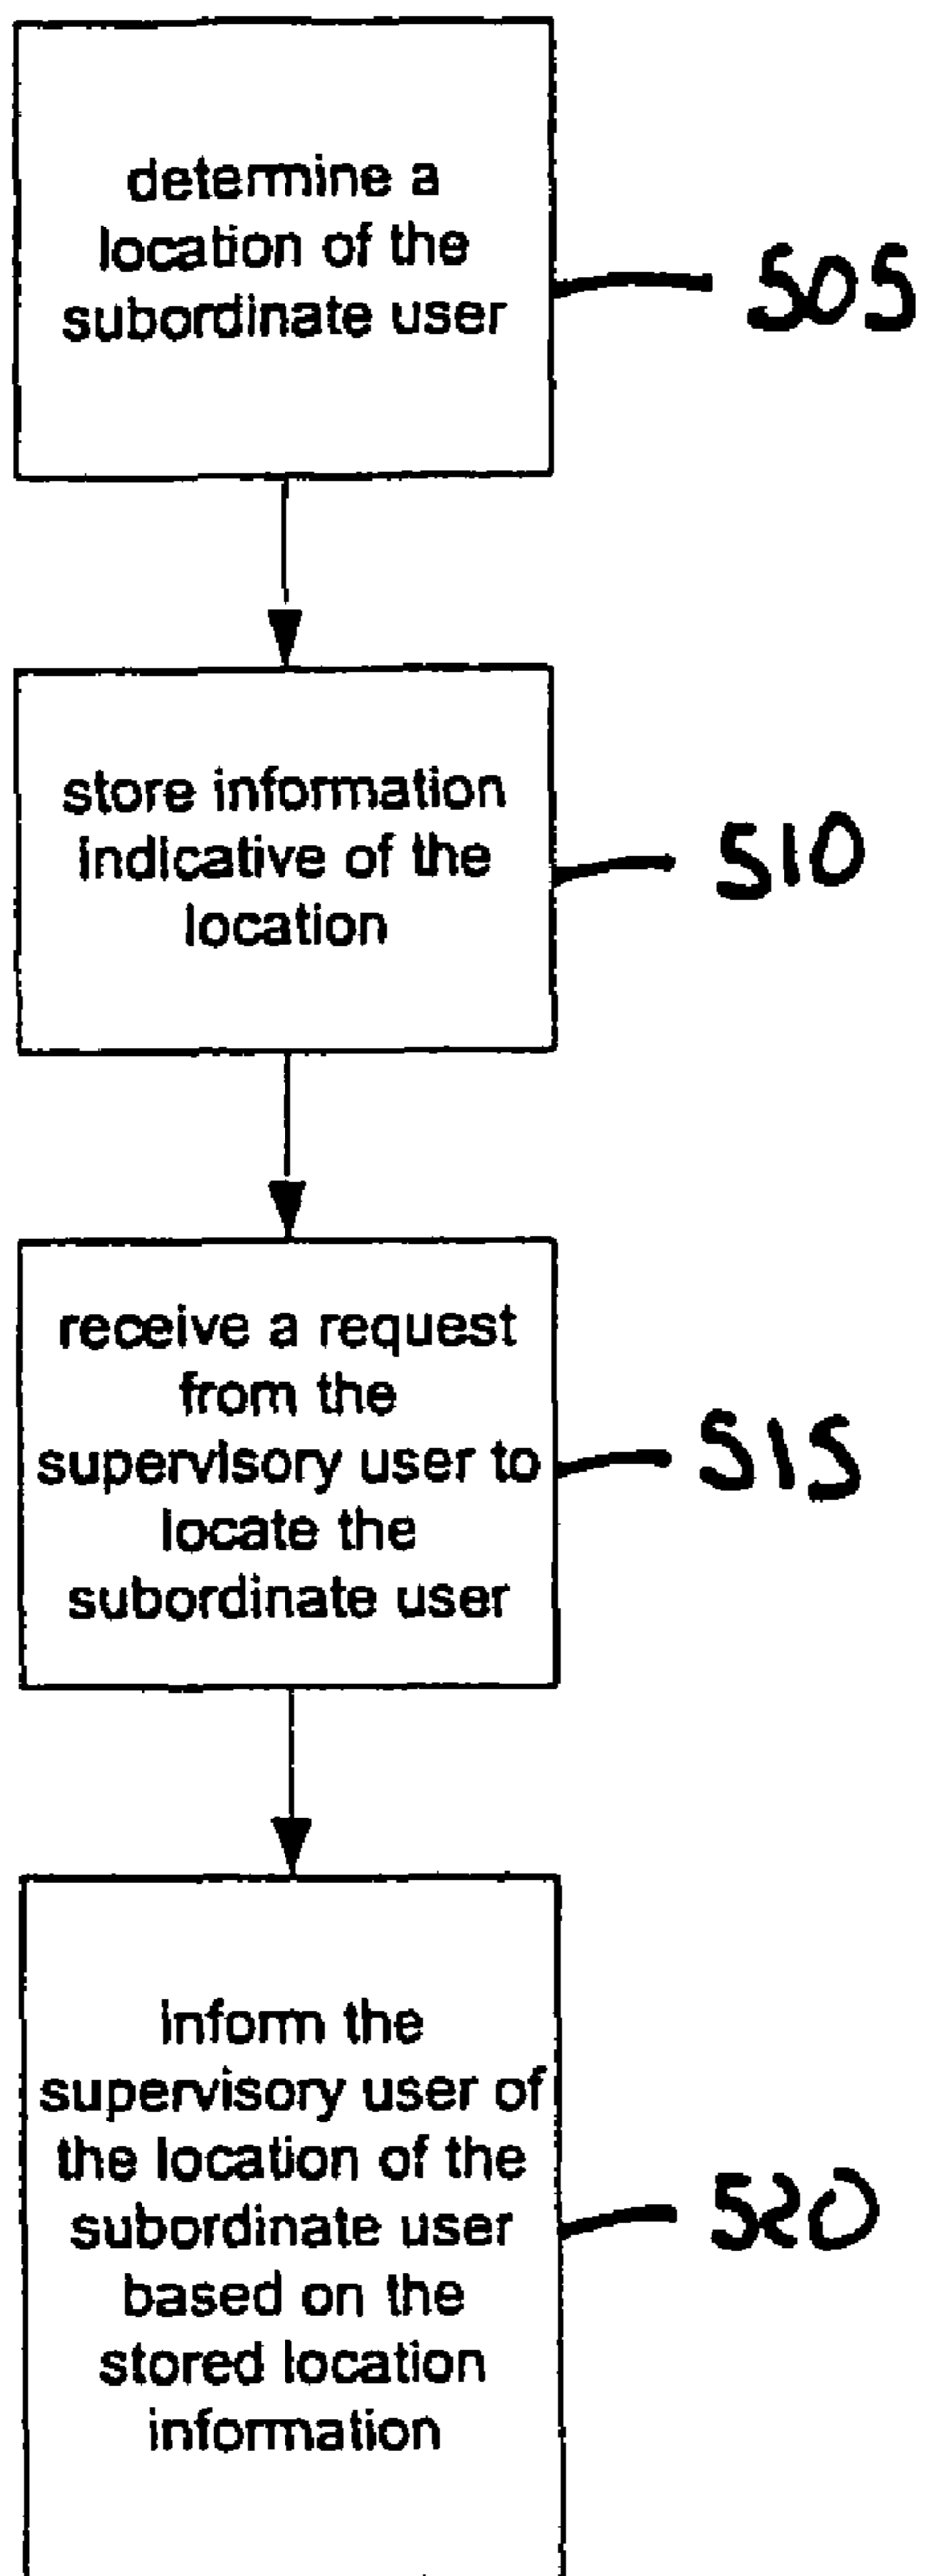 determine a
location of the
subordinate user
505
store information
indicative of the
location
510
receive a request
from the
supervisory user to
locate the
subordinate user
515
inform the
supervisory user of
the location of the
subordinate user
based on the
stored location
information
520